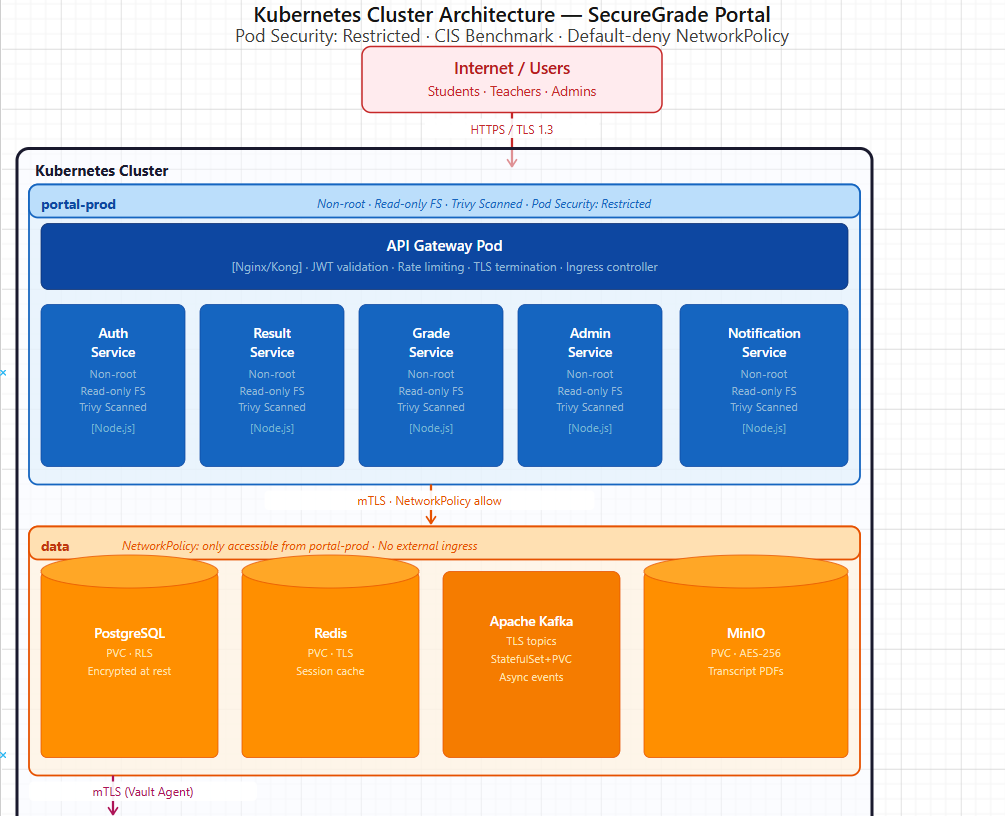 Kubernetes Cluster Architecture — SecureGrade Portal
Pod Security: Restricted · CIS Benchmark · Default-deny NetworkPolicy
Internet / Users
Students · Teachers · Admins
HTTPS / TLS 1.3
Kubernetes Cluster
portal-prod
Non-root · Read-only FS · Trivy Scanned · Pod Security: Restricted
API Gateway Pod
[Nginx/Kong] · JWT validation · Rate limiting · TLS termination · Ingress controller
Auth
Service
Non-root
Read-only FS
Trivy Scanned
[Node.js]
Result
Service
Non-root
Read-only FS
Trivy Scanned
[Node.js]
Grade
Service
Non-root
Read-only FS
Trivy Scanned
[Node.js]
Admin
Service
Non-root
Read-only FS
Trivy Scanned
[Node.js]
Notification
Service
Non-root
Read-only FS
Trivy Scanned
[Node.js]
mTLS · NetworkPolicy allow
data
NetworkPolicy: only accessible from portal-prod · No external ingress
PostgreSQL
PVC · RLS
Encrypted at rest
Redis
PVC · TLS
Session cache
Apache Kafka
TLS topics
StatefulSet+PVC
Async events
MinIO
PVC · AES-256
Transcript PDFs
mTLS (Vault Agent)